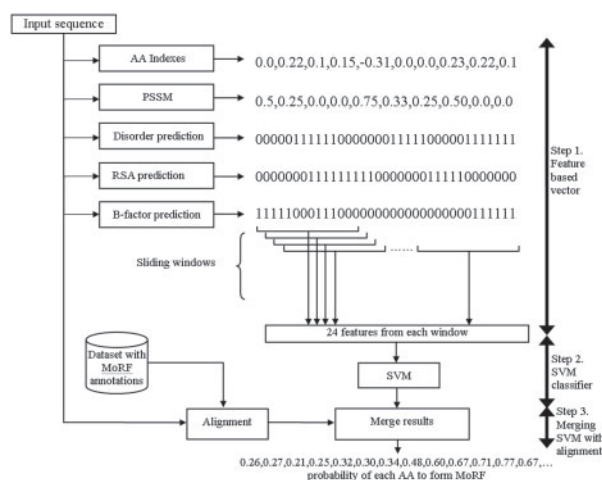 Input sequence
AA Indexes
0.0,0.22,0.1,0.15,-0.31,0.0,0.0,0.23,0.22,0.1
PSSM
0.5,0.25,0.0,0.0,0.75,0.33,0.25,0.50,0.0,0.0
Disorder prediction
00000111111000000011111000001111111
RSA prediction
00000001111111110000000111110000000
B-factor prediction
11111000111000000000000000000111111
Step 1.
Feature
based
vector
Sliding windows
......
24 features from each window
Dataset with
MoRF
annotations
SVM
Step 2.
SVM
classifier
Alignment
Merge results
Step 3.
Merging
SVM with
alignment
0.26,0.27,0.21,0.25,0.32,0.30,0.34,0.48,0.60,0.67,0.71,0.77,0.67,...
probability of each AA to form MoRF